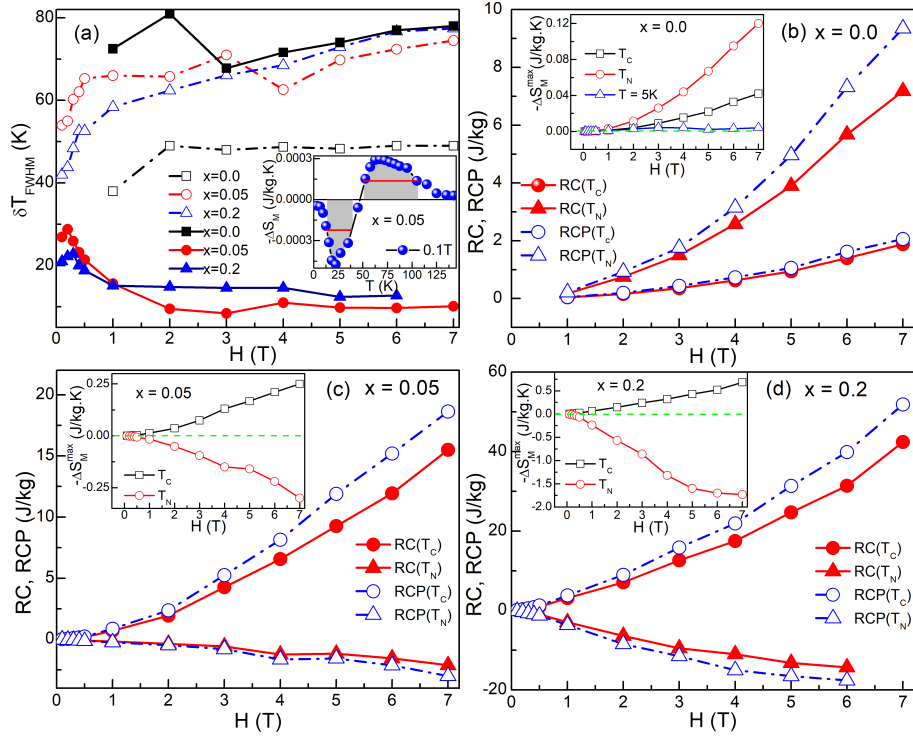 (a)
80
60
40
20
0
δT_FWHM (K)
x=0.0
x=0.05
x=0.2
x=0.0
x=0.05
x=0.2
0.0003
0.0000
-0.0003
-ΔS_M (J/kg.K)
x = 0.05
0.1T
0 25 50 75 100 125
T (K)
0 1 2 3 4 5 6 7
H (T)
(b) x = 0.0
10
8
6
4
2
0
RC, RCP (J/kg)
0.12
0.08
0.04
0.00
-ΔS_M^max (J/kg.K)
x = 0.0
T_C
T_N
T = 5K
0 1 2 3 4 5 6 7
H (T)
RC(T_C)
RC(T_N)
RCP(T_C)
RCP(T_N)
0 1 2 3 4 5 6 7
H (T)
(c) x = 0.05
20
15
10
5
0
RC, RCP (J/kg)
0.25
0.00
-0.25
-ΔS_M^max (J/kg.K)
x = 0.05
T_C
T_N
0 1 2 3 4 5 6 7
H (T)
RC(T_C)
RC(T_N)
RCP(T_C)
RCP(T_N)
0 1 2 3 4 5 6 7
H (T)
(d) x = 0.2
60
40
20
0
-20
RC, RCP (J/kg)
0.5
0.0
-0.5
-1.0
-1.5
-2.0
-ΔS_M^max (J/kg.K)
x = 0.2
T_C
T_N
0 1 2 3 4 5 6 7
H (T)
RC(T_C)
RC(T_N)
RCP(T_C)
RCP(T_N)
0 1 2 3 4 5 6 7
H (T)